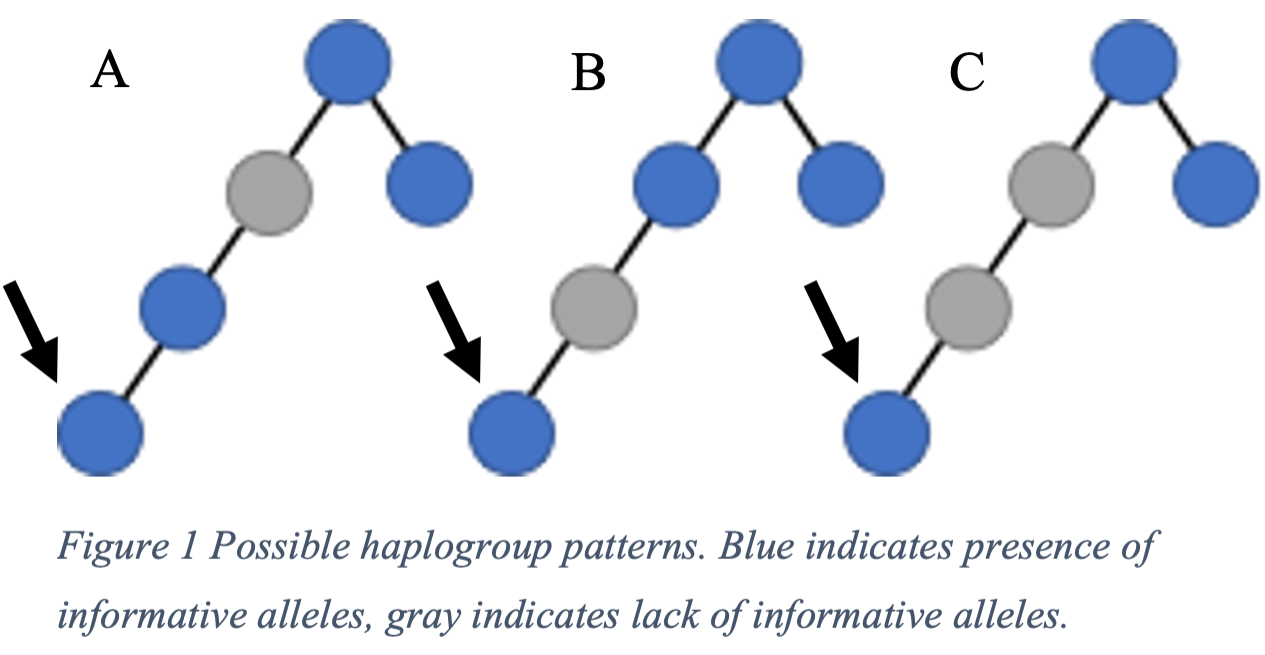 A
B
C
Figure 1 Possible haplogroup patterns. Blue indicates presence of
informative alleles, gray indicates lack of informative alleles.